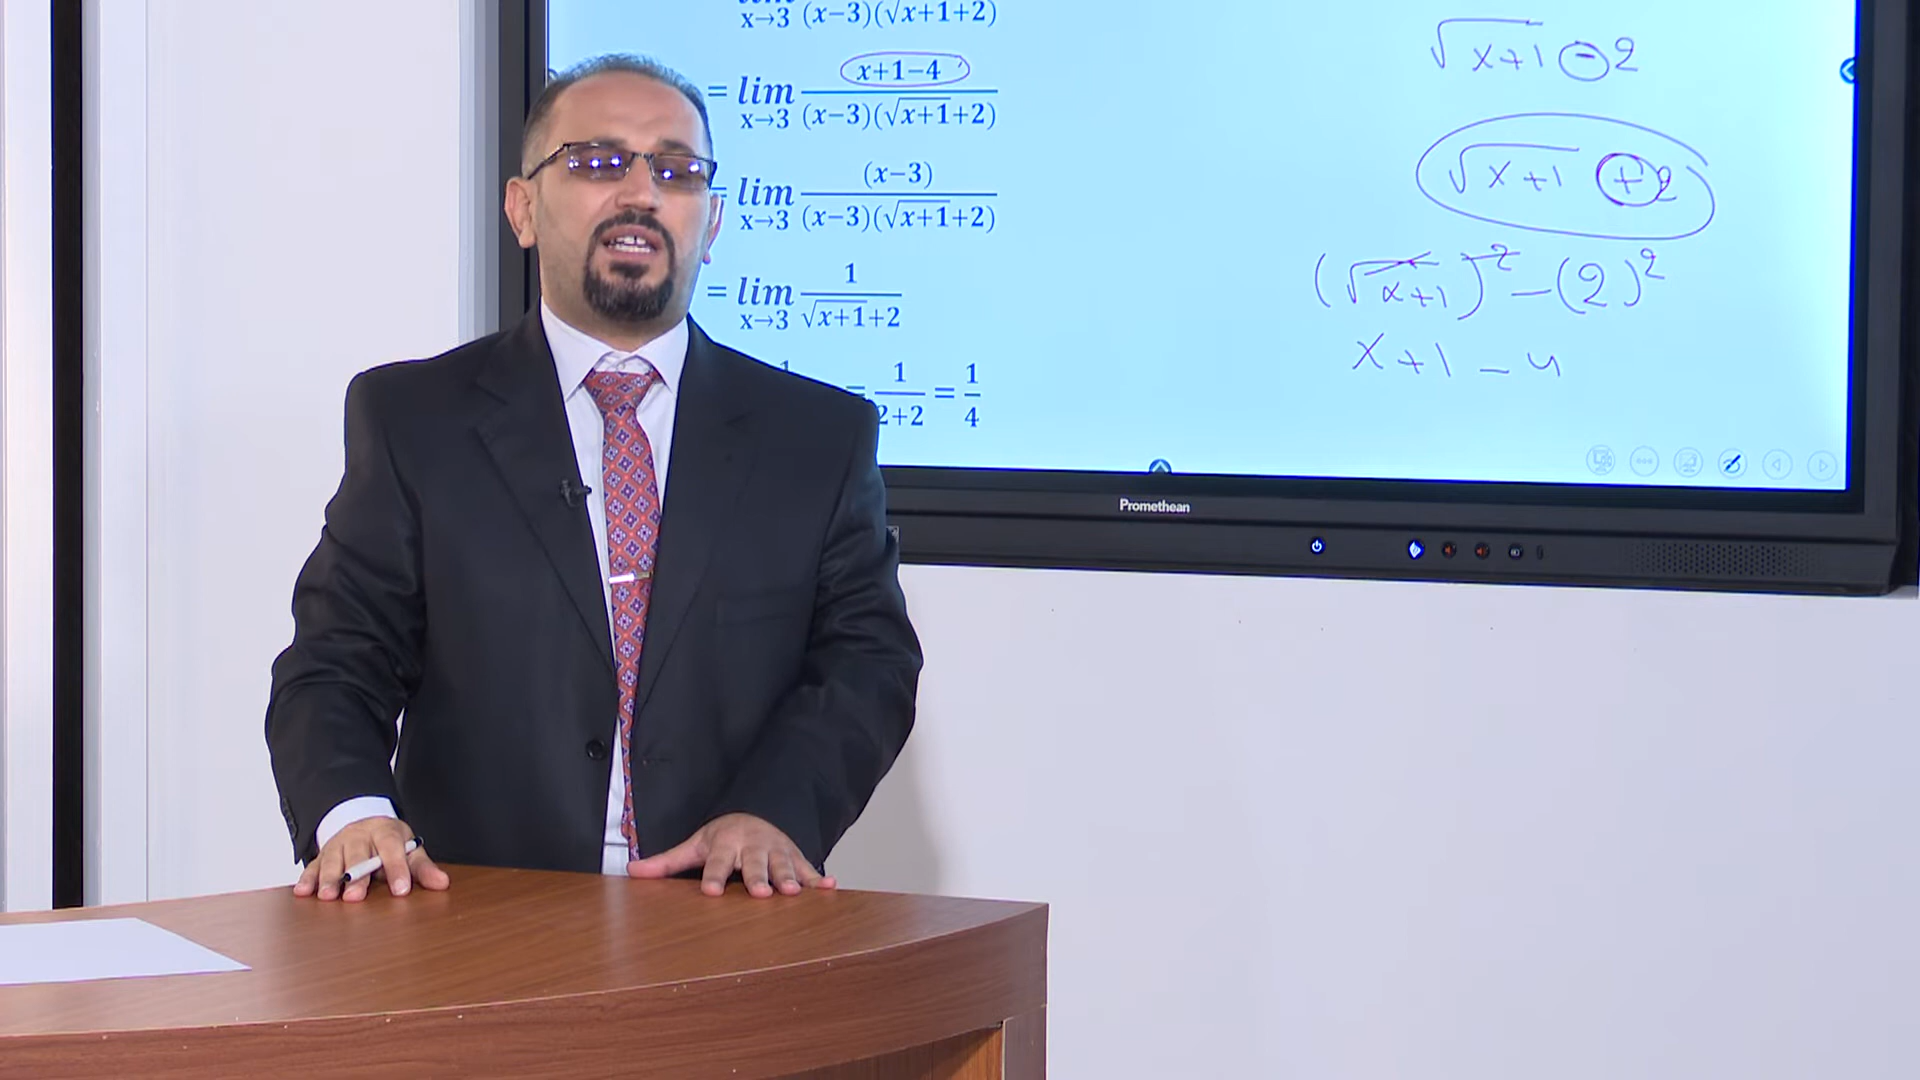 x→3 (x−3)(√x+1+2)
= lim x+1−4
x→3 (x−3)(√x+1+2)
= lim (x−3)
x→3 (x−3)(√x+1+2)
= lim 1
x→3 √x+1+2
= 1/2+2 = 1/4
√x+1 − 2
√x+1 + 2
(√x+1)² − (2)²
x+1 − 4
Promethean